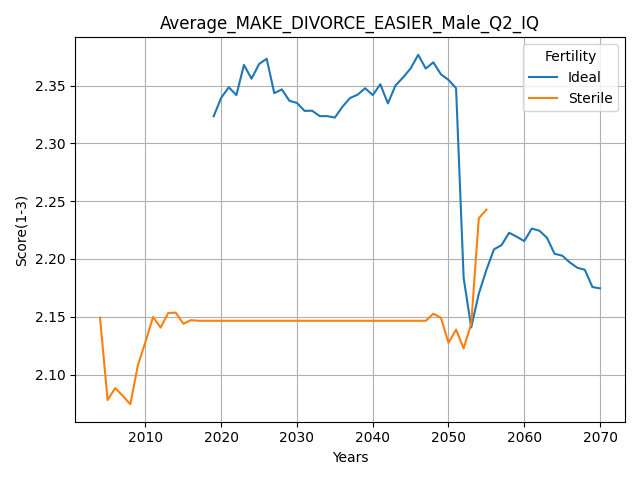 Average_MAKE_DIVORCE_EASIER_Male_Q2_IQ
Fertility
Ideal
Sterile
Score(1-3)
2.35
2.30
2.25
2.20
2.15
2.10
2010 2020 2030 2040 2050 2060 2070
Years